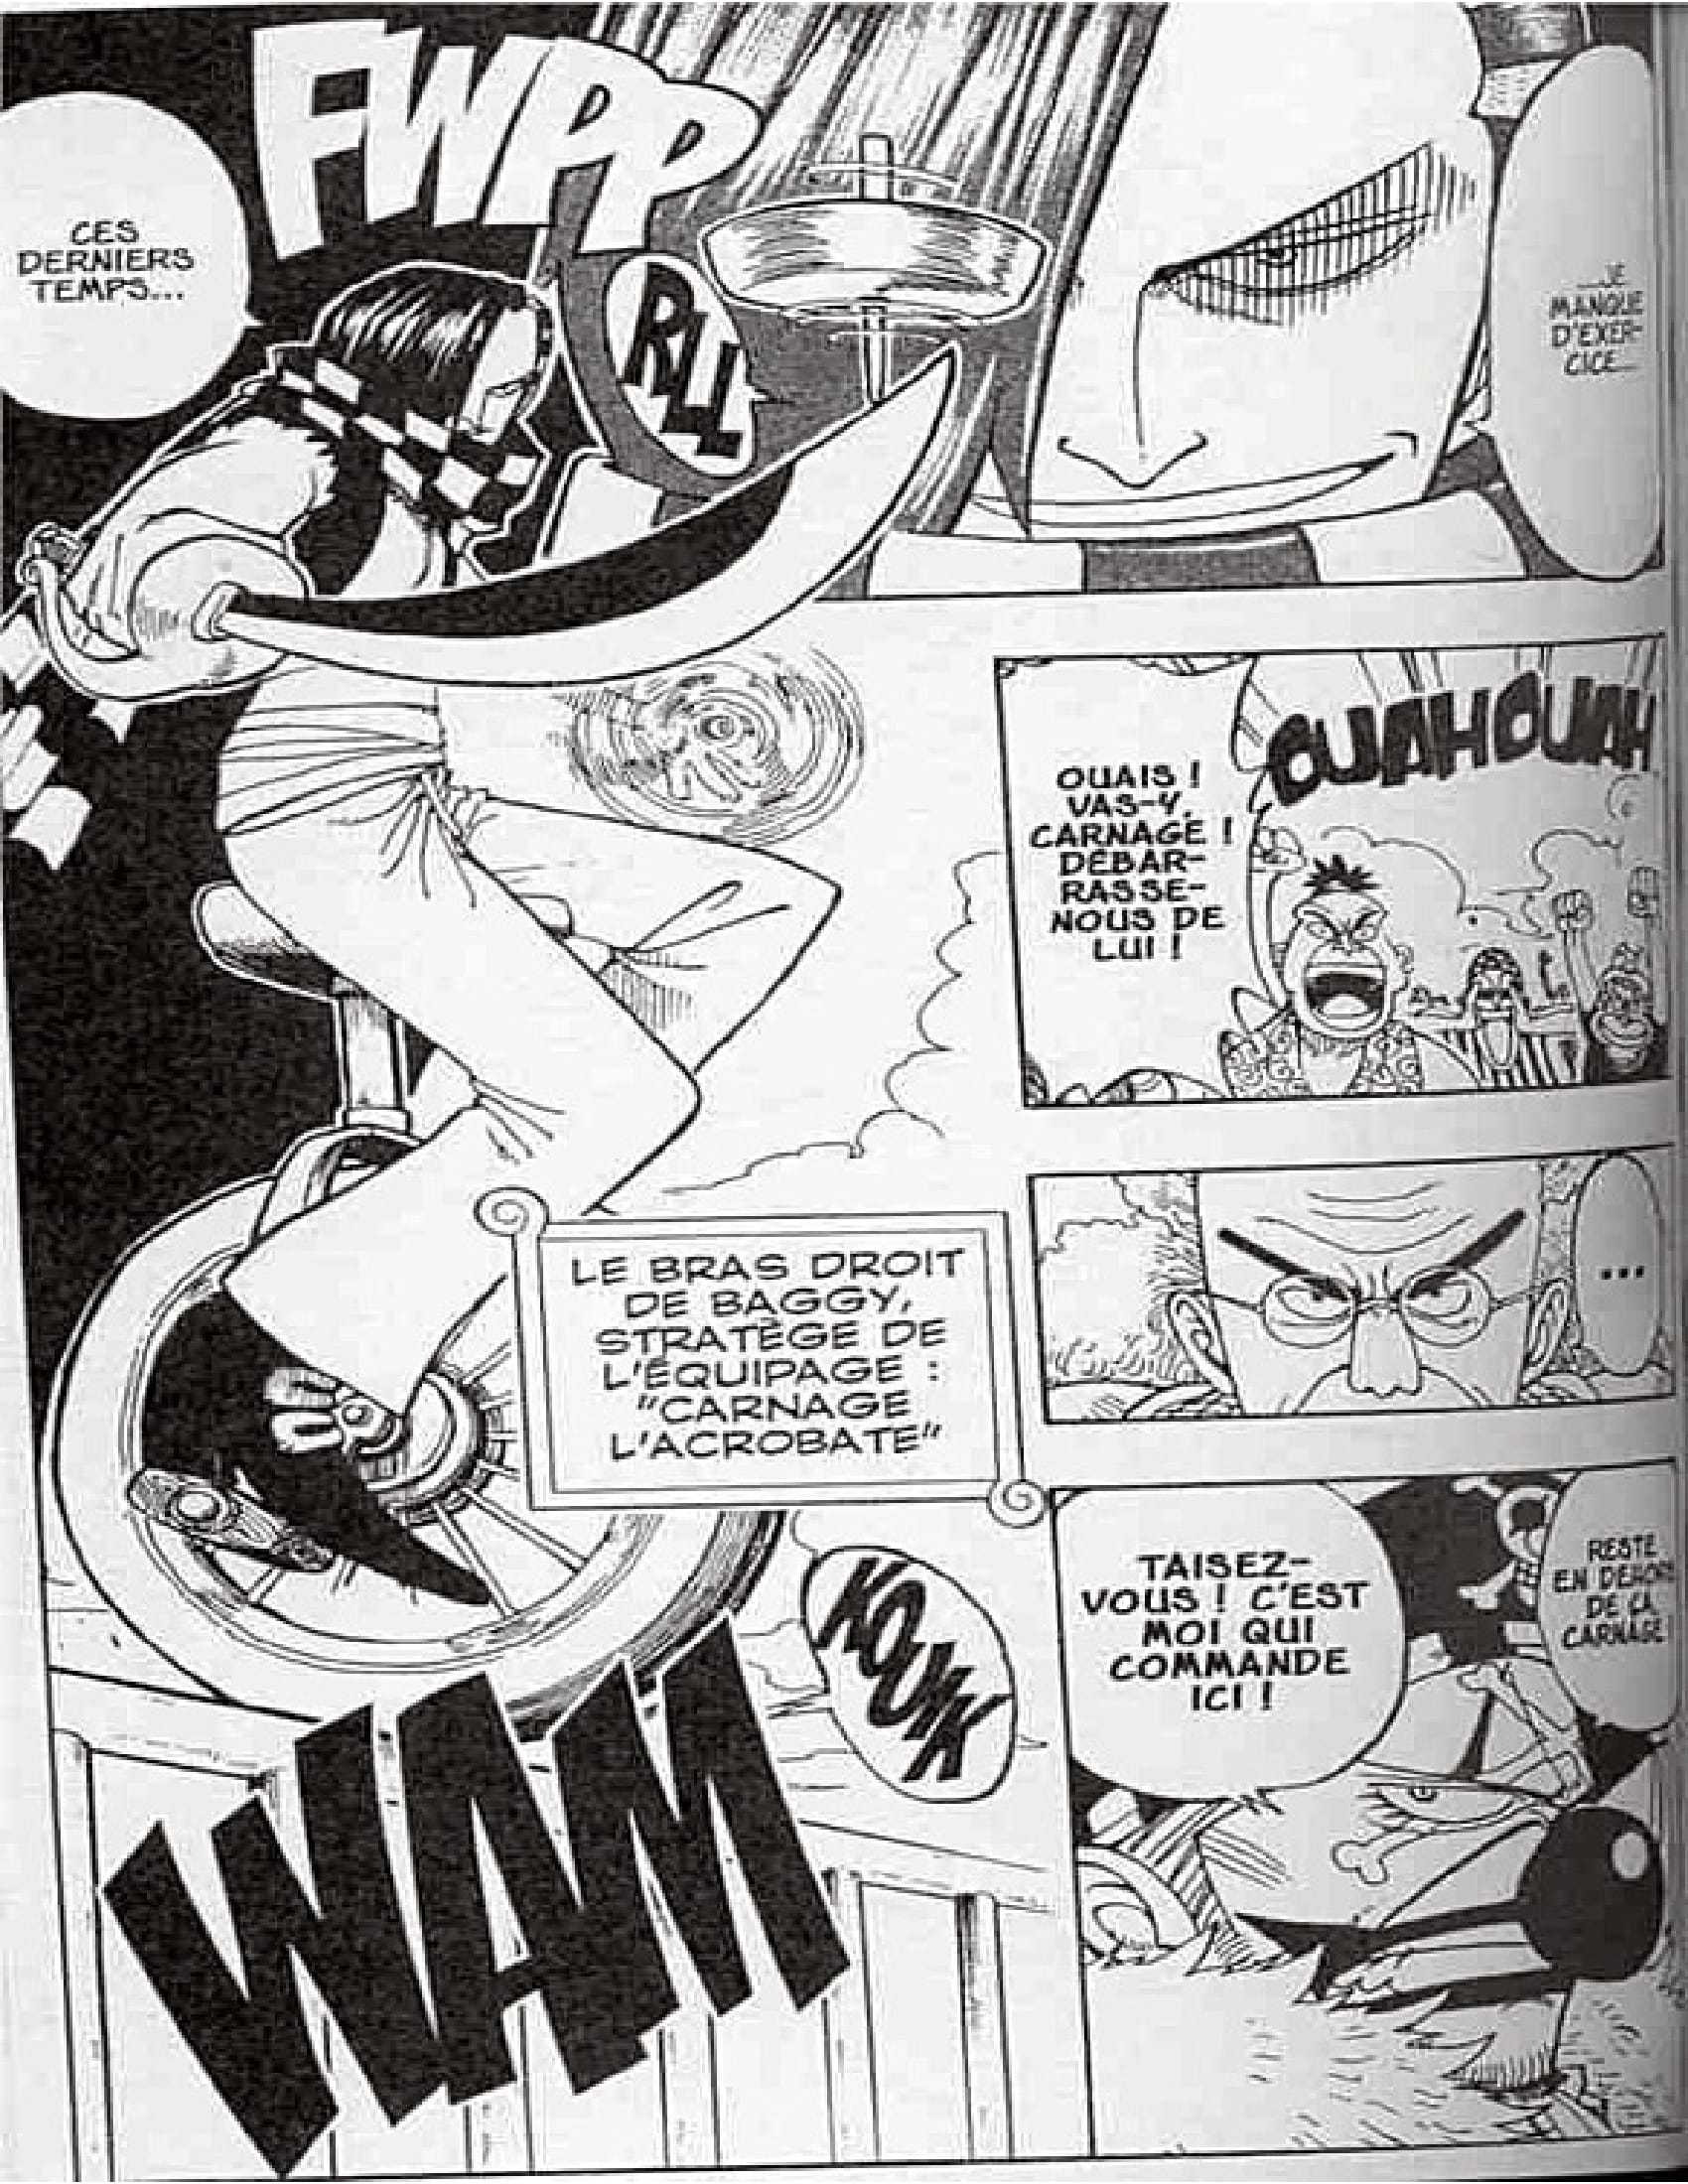 ...JE
MANQUE
D'EXER-
CICE...
CES
DERNIERS
TEMPS...
FWPP
RLL
OUAHOUAH
OUAIS !
VAS-Y,
CARNAGE !
DÉBAR-
RASSE-
NOUS DE
LUI !
...
LE BRAS DROIT
DE BAGGY,
STRATÈGE DE
L'ÉQUIPAGE :
"CARNAGE
L'ACROBATE"
RESTE
EN DEHORS
DE ÇA
CARNAGE
TAISEZ-
VOUS ! C'EST
MOI QUI
COMMANDE
ICI !
KOUIK
WAM